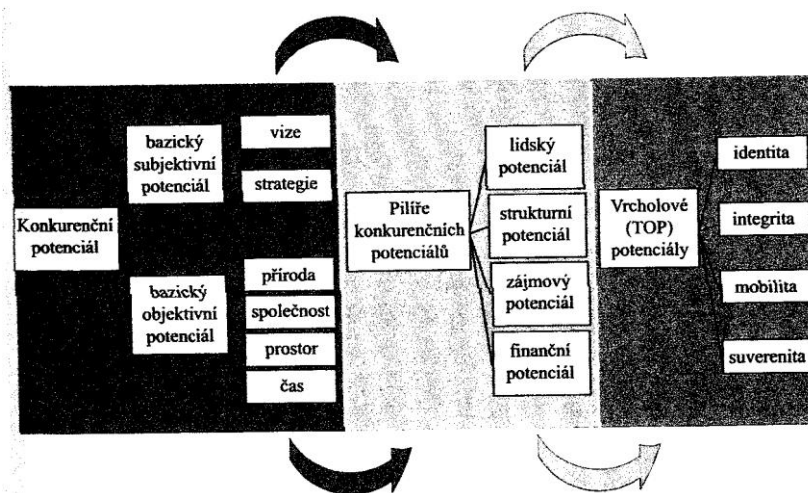 Konkurenční
potenciál
bazický
subjektivní
potenciál
vize
strategie
bazický
objektivní
potenciál
příroda
společnost
prostor
čas
Pilíře
konkurenčních
potenciálů
lidský
potenciál
strukturní
potenciál
zájmový
potenciál
finanční
potenciál
Vrcholové
(TOP)
potenciály
identita
integrita
mobilita
suverenita